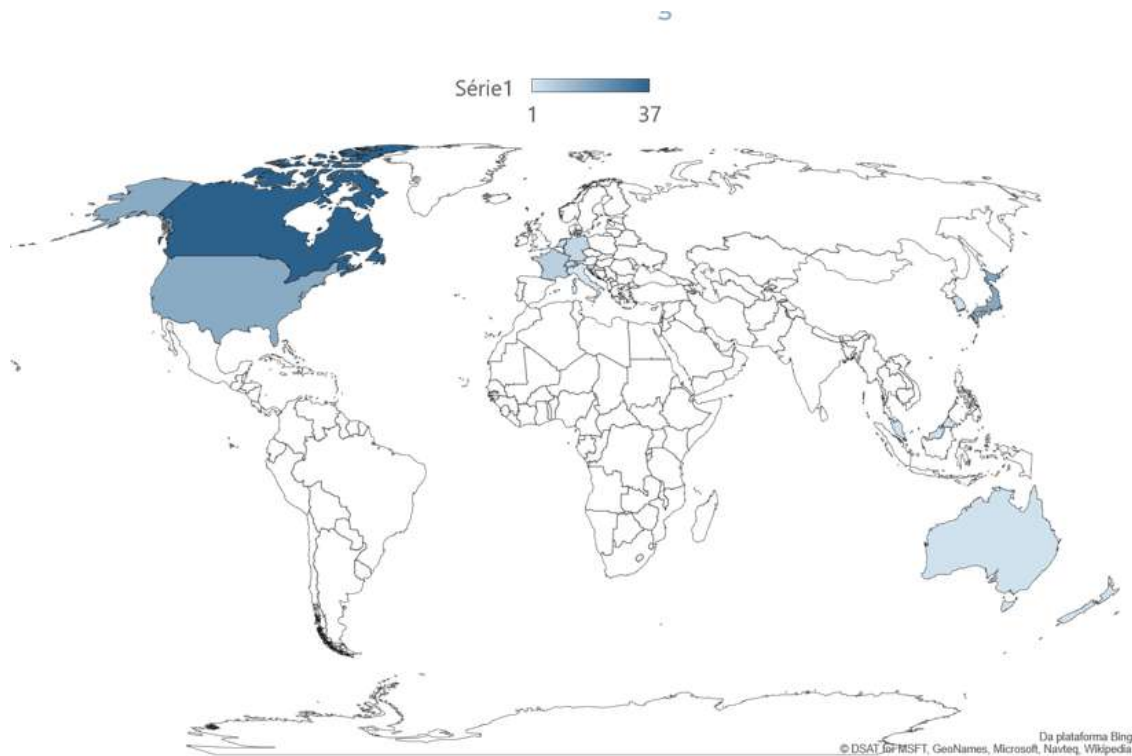 Série1
1 37
Da plataforma Bing
© DSAT for MSFT, GeoNames, Microsoft, Navteq, Wikipedia